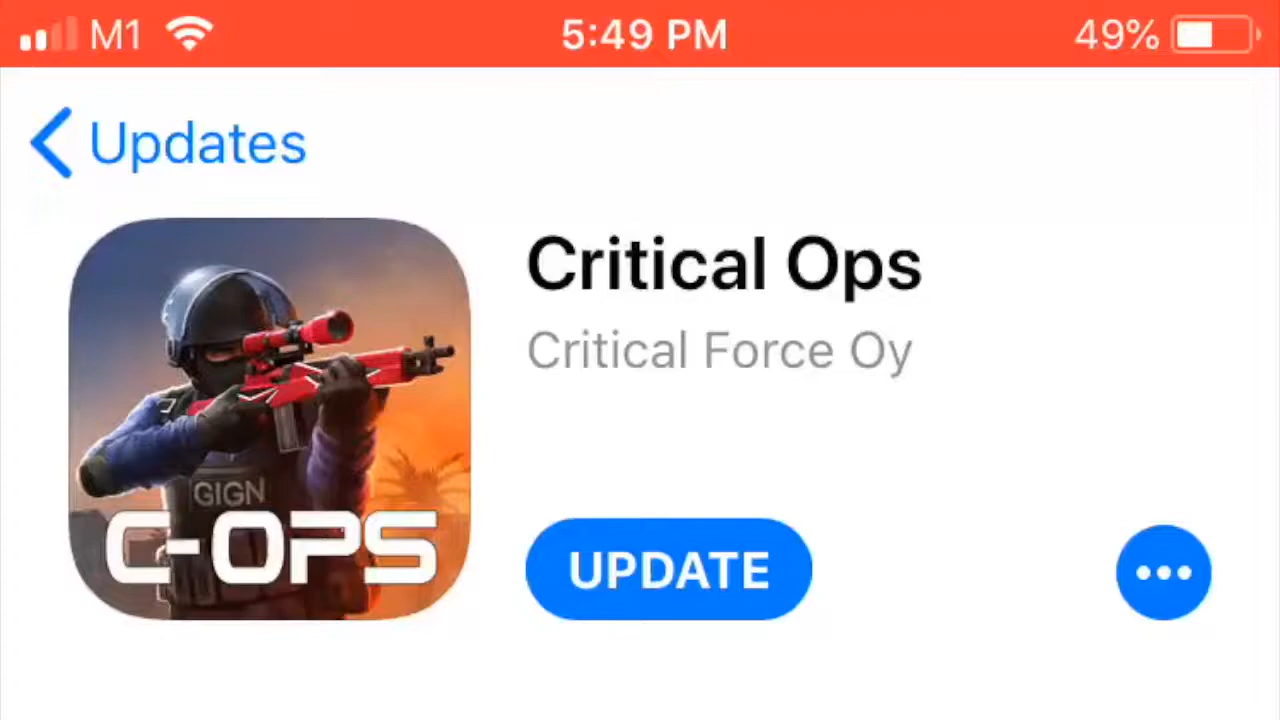 M1 5:49 PM 49%
Updates
Critical Ops
Critical Force Oy
GIGN
C-OPS
UPDATE